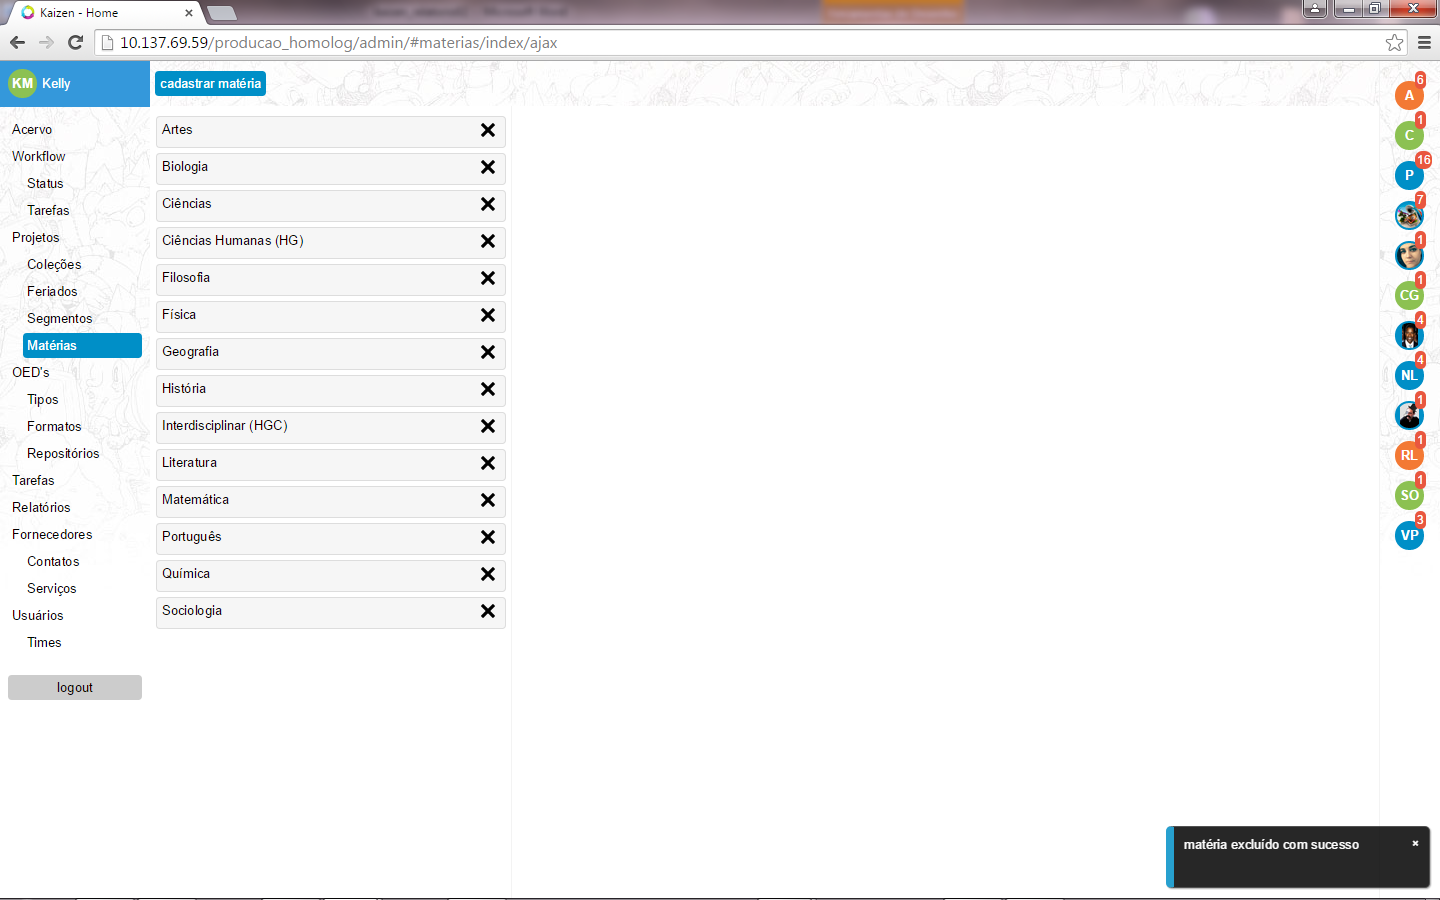 Kaizen - Home
10.137.69.59/producao_homolog/admin/#materias/index/ajax
KM Kelly
cadastrar matéria
Acervo
Workflow
Status
Tarefas
Projetos
Coleções
Feriados
Segmentos
Matérias
OED's
Tipos
Formatos
Repositórios
Tarefas
Relatórios
Fornecedores
Contatos
Serviços
Usuários
Times
logout
Artes
Biologia
Ciências
Ciências Humanas (HG)
Filosofia
Física
Geografia
História
Interdisciplinar (HGC)
Literatura
Matemática
Português
Química
Sociologia
6
A
1
C
16
P
7
1
1
CG
4
4
NL
1
1
RL
1
SO
3
VP
matéria excluído com sucesso